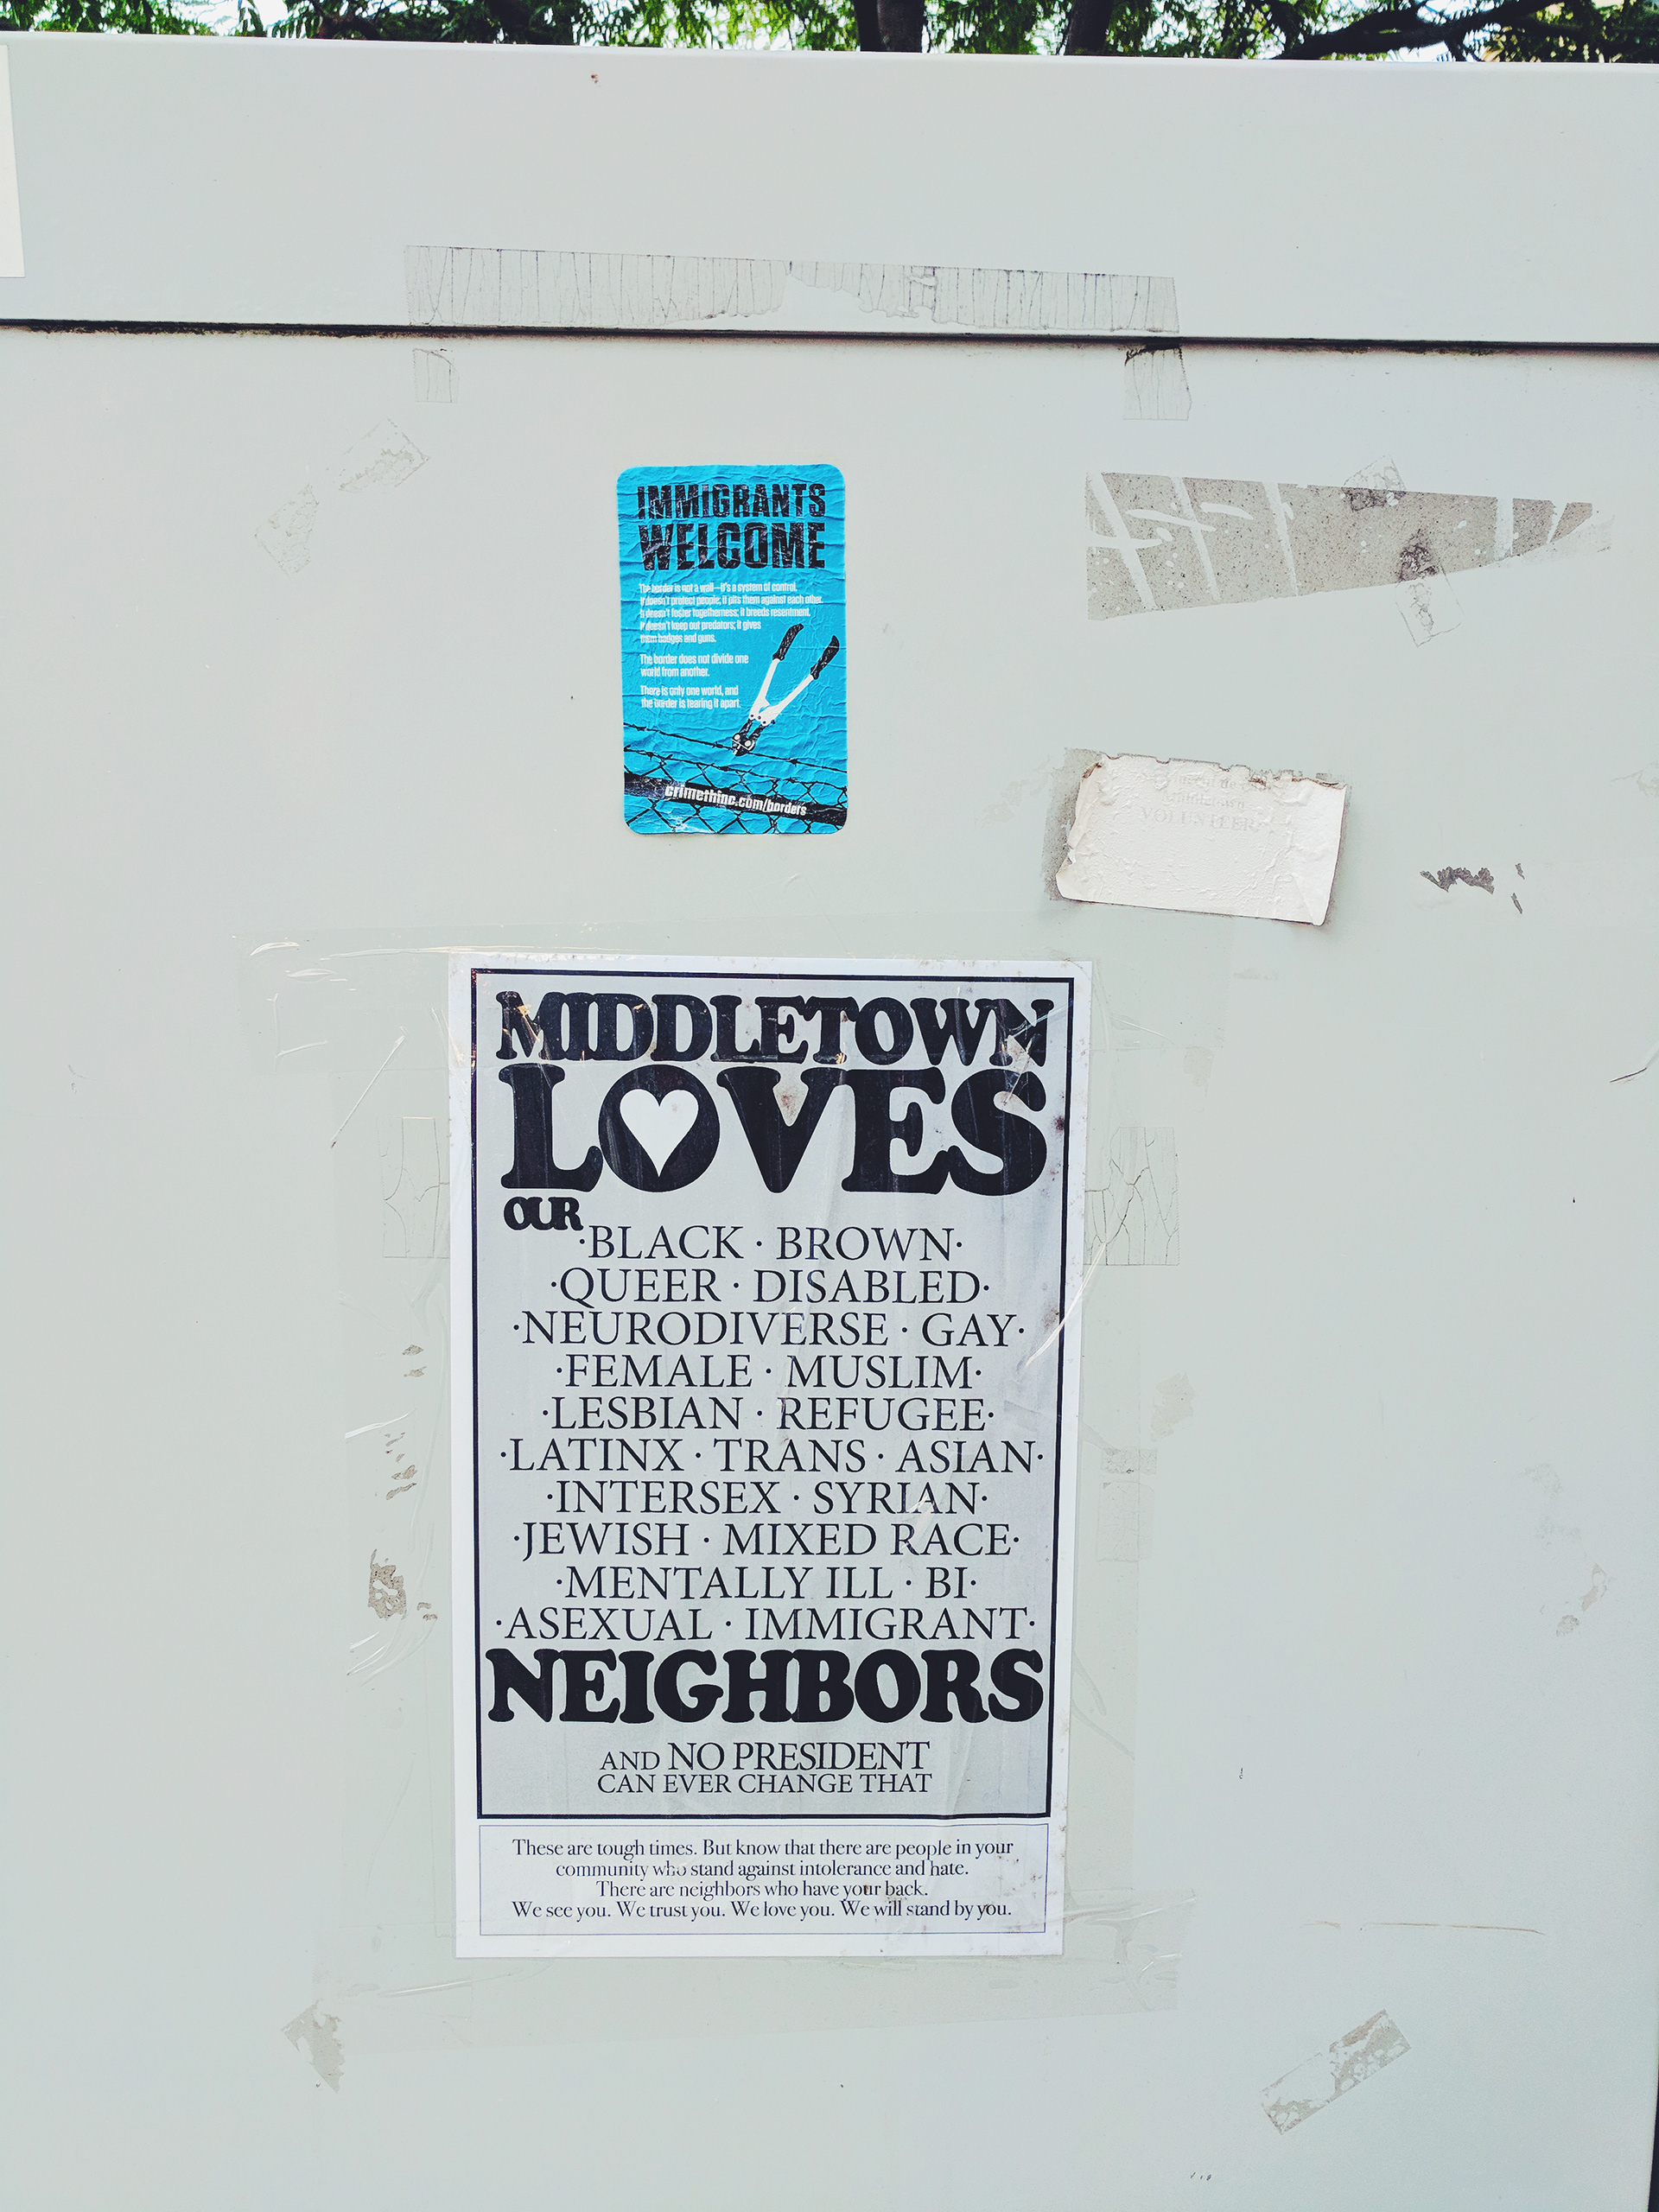 IMMIGRANTS
WELCOME
The border is not a wall—it's a system of control.
It doesn't protect people; it pits them against each other.
It doesn't foster togetherness; it breeds resentment.
It doesn't keep out predators; it gives
them badges and guns.
The border does not divide one
world from another.
There is only one world, and
the border is tearing it apart.
crimethinc.com/borders
VOLUNTEER
MIDDLETOWN
LOVES
OUR
·BLACK · BROWN·
·QUEER · DISABLED·
·NEURODIVERSE · GAY·
·FEMALE · MUSLIM·
·LESBIAN · REFUGEE·
·LATINX · TRANS · ASIAN·
·INTERSEX · SYRIAN·
·JEWISH · MIXED RACE·
·MENTALLY ILL · BI·
·ASEXUAL · IMMIGRANT·
NEIGHBORS
AND NO PRESIDENT
CAN EVER CHANGE THAT
These are tough times. But know that there are people in your
community who stand against intolerance and hate.
There are neighbors who have your back.
We see you. We trust you. We love you. We will stand by you.